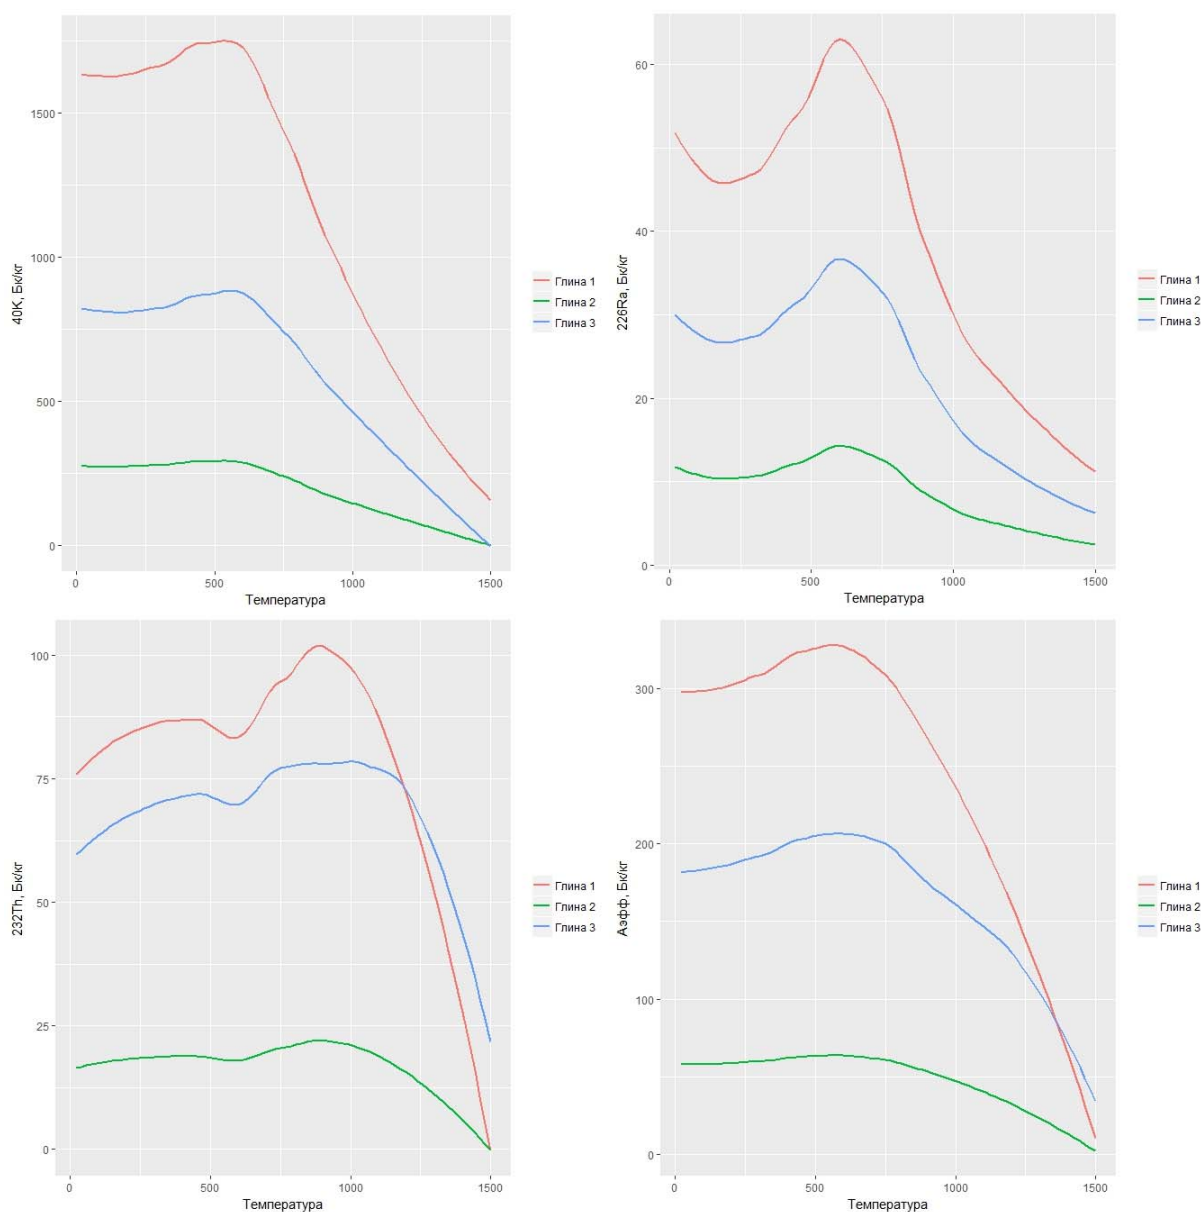 40K, Бк/кг
1500
1000
500
0
0 500 1000 1500
Температура
Глина 1
Глина 2
Глина 3
226Ra, Бк/кг
60
40
20
0
0 500 1000 1500
Температура
Глина 1
Глина 2
Глина 3
232Th, Бк/кг
100
75
50
25
0
0 500 1000 1500
Температура
Глина 1
Глина 2
Глина 3
Аэфф, Бк/кг
300
200
100
0
0 500 1000 1500
Температура
Глина 1
Глина 2
Глина 3